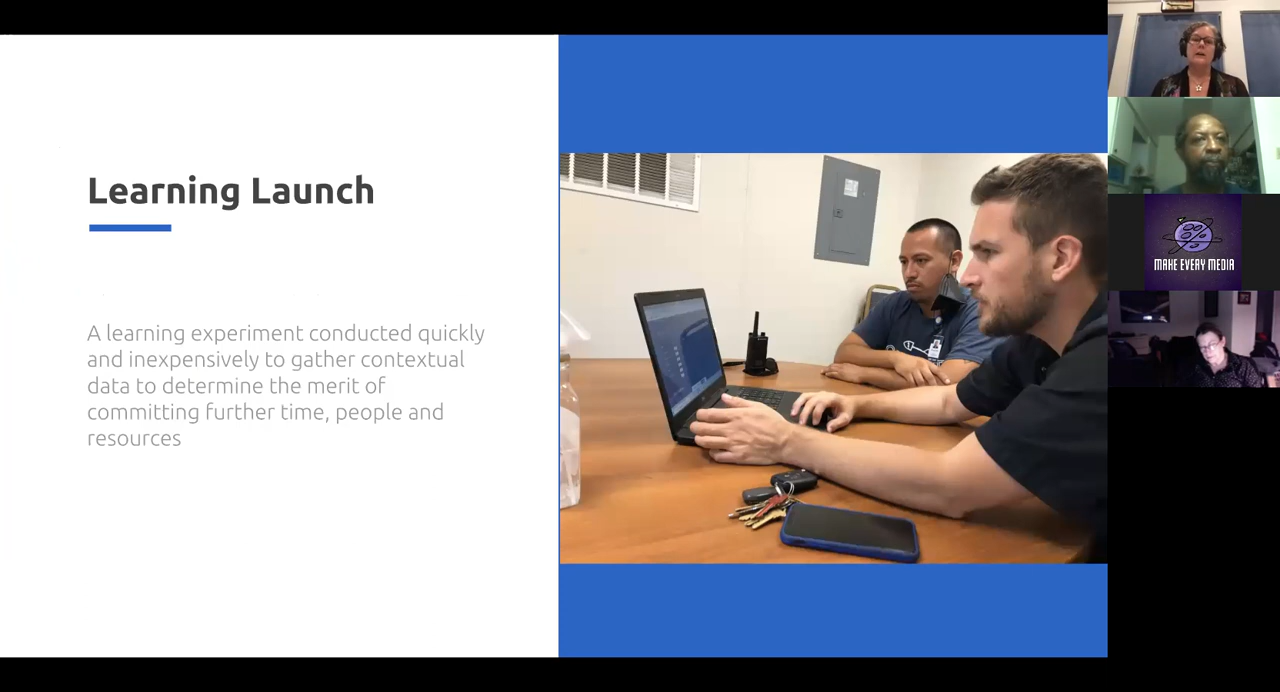 Learning Launch
A learning experiment conducted quickly
and inexpensively to gather contextual
data to determine the merit of
committing further time, people and
resources
MAKE EVERY MEDIA